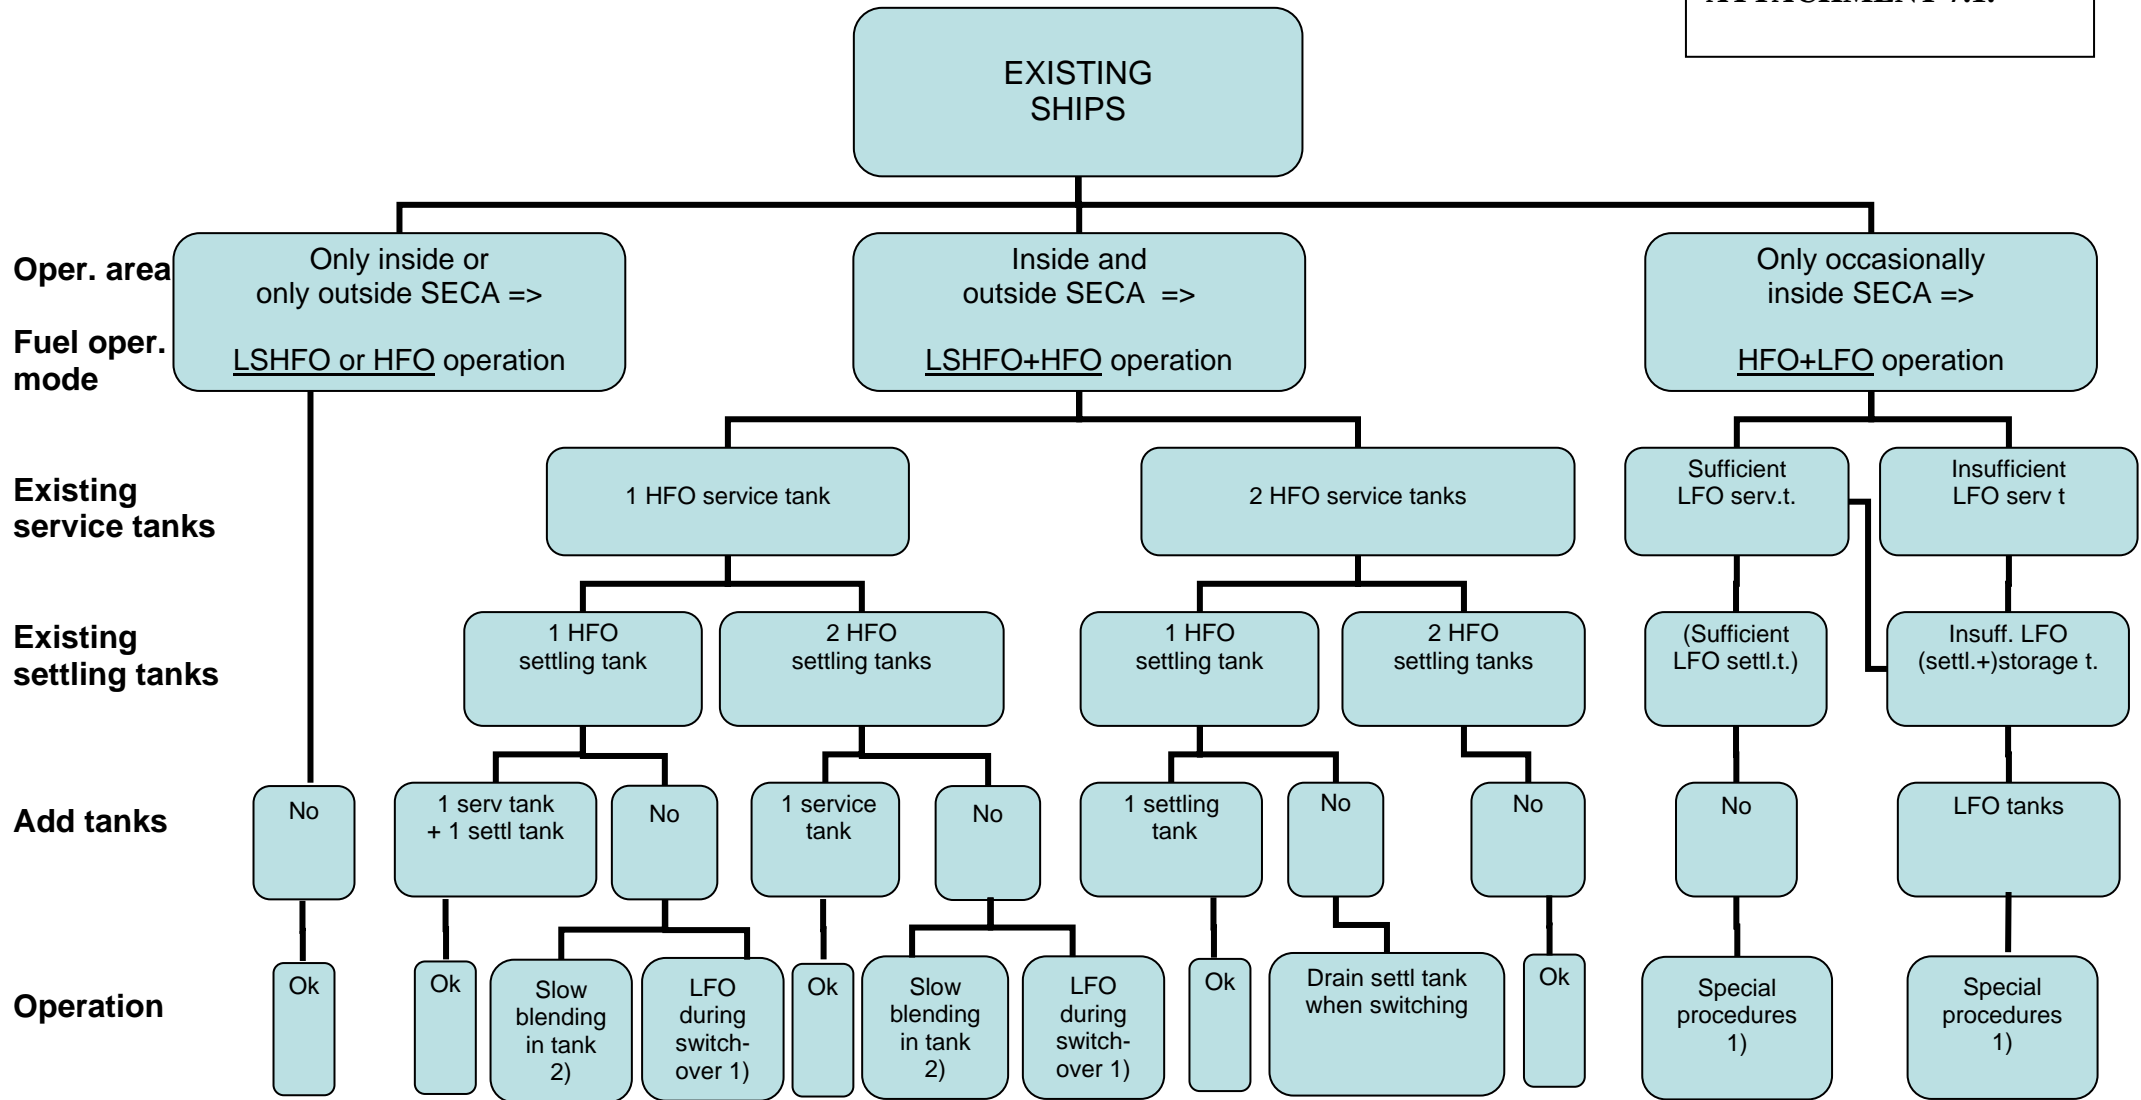 ATTACHMENT 7.1.
EXISTING
SHIPS
Oper. area
Fuel oper.
mode
Only inside or
only outside SECA =>
LSHFO or HFO operation
Inside and
outside SECA =>
LSHFO+HFO operation
Only occasionally
inside SECA =>
HFO+LFO operation
Existing
service tanks
1 HFO service tank
2 HFO service tanks
Sufficient
LFO serv.t.
Insufficient
LFO serv t
Existing
settling tanks
1 HFO
settling tank
2 HFO
settling tanks
1 HFO
settling tank
2 HFO
settling tanks
(Sufficient
LFO settl.t.)
Insuff. LFO
(settl.+)storage t.
Add tanks
No
1 serv tank
+ 1 settl tank
No
1 service
tank
No
1 settling
tank
No
No
No
LFO tanks
Operation
Ok
Ok
Slow
blending
in tank
2)
LFO
during
switch-
over 1)
Ok
Slow
blending
in tank
2)
LFO
during
switch-
over 1)
Ok
Drain settl tank
when switching
Ok
Special
procedures
1)
Special
procedures
1)